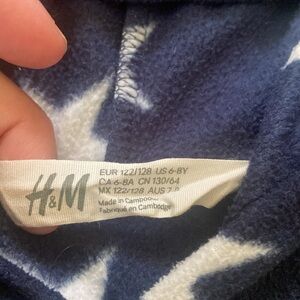 H&M
EUR 122/128 US 6-8Y
CA 6-8A CN 130/64
MX 122/128 AUS 7-8
Made in Cambodia
Fabriqué en Cambodge